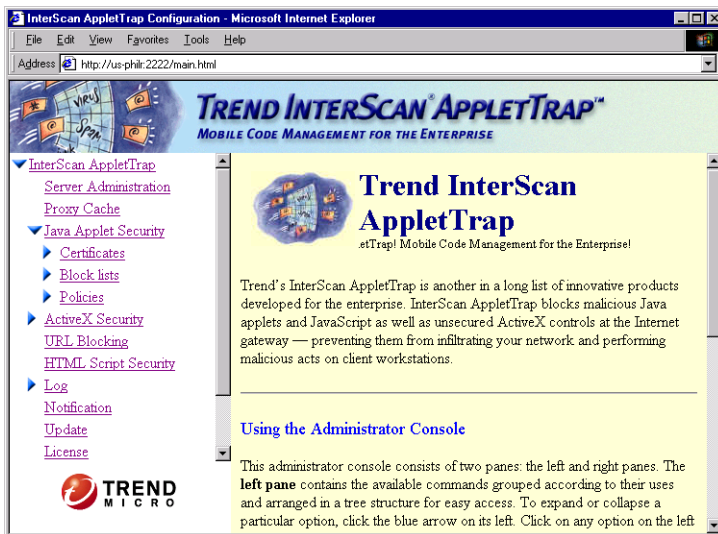 InterScan AppletTrap Configuration - Microsoft Internet Explorer
File Edit View Favorites Tools Help
Address http://us-philr:2222/main.html
VIRUS
SPAM
TREND INTERSCAN® APPLETTRAP™
MOBILE CODE MANAGEMENT FOR THE ENTERPRISE
InterScan AppletTrap
Server Administration
Proxy Cache
Java Applet Security
Certificates
Block lists
Policies
ActiveX Security
URL Blocking
HTML Script Security
Log
Notification
Update
License
TREND
MICRO
Trend InterScan
AppletTrap
.etTrap! Mobile Code Management for the Enterprise!
Trend's InterScan AppletTrap is another in a long list of innovative products
developed for the enterprise. InterScan AppletTrap blocks malicious Java
applets and JavaScript as well as unsecured ActiveX controls at the Internet
gateway — preventing them from infiltrating your network and performing
malicious acts on client workstations.
Using the Administrator Console
This administrator console consists of two panes: the left and right panes. The
left pane contains the available commands grouped according to their uses
and arranged in a tree structure for easy access. To expand or collapse a
particular option, click the blue arrow on its left. Click on any option on the left